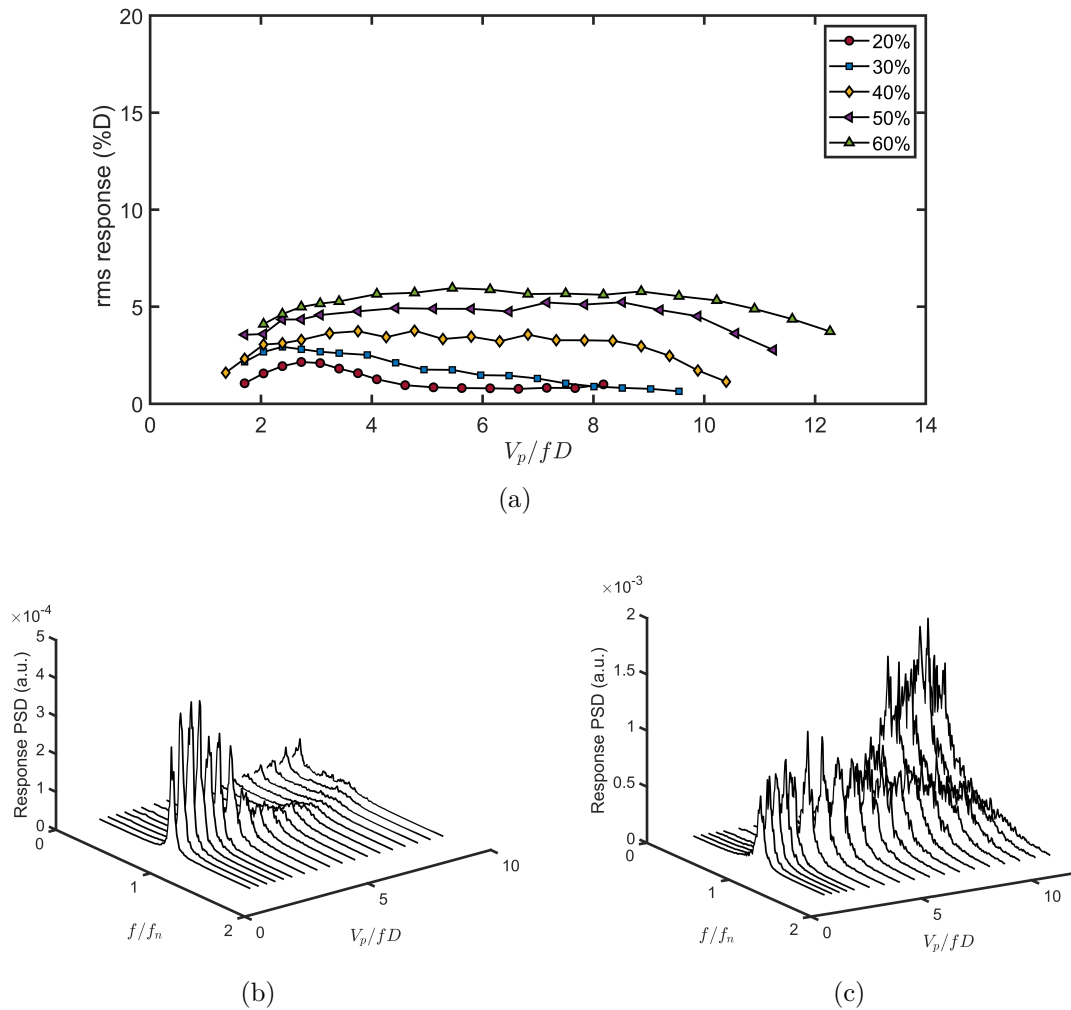 20
15
10
5
0
rms response (%D)
20%
30%
40%
50%
60%
0 2 4 6 8 10 12 14
V_p/fD
(a)
×10^-4
5
4
3
2
1
0
Response PSD (a.u.)
0
1
2
f/f_n
0
5
10
V_p/fD
(b)
×10^-3
2
1.5
1
0.5
0
Response PSD (a.u.)
0
1
2
f/f_n
0
5
10
V_p/fD
(c)